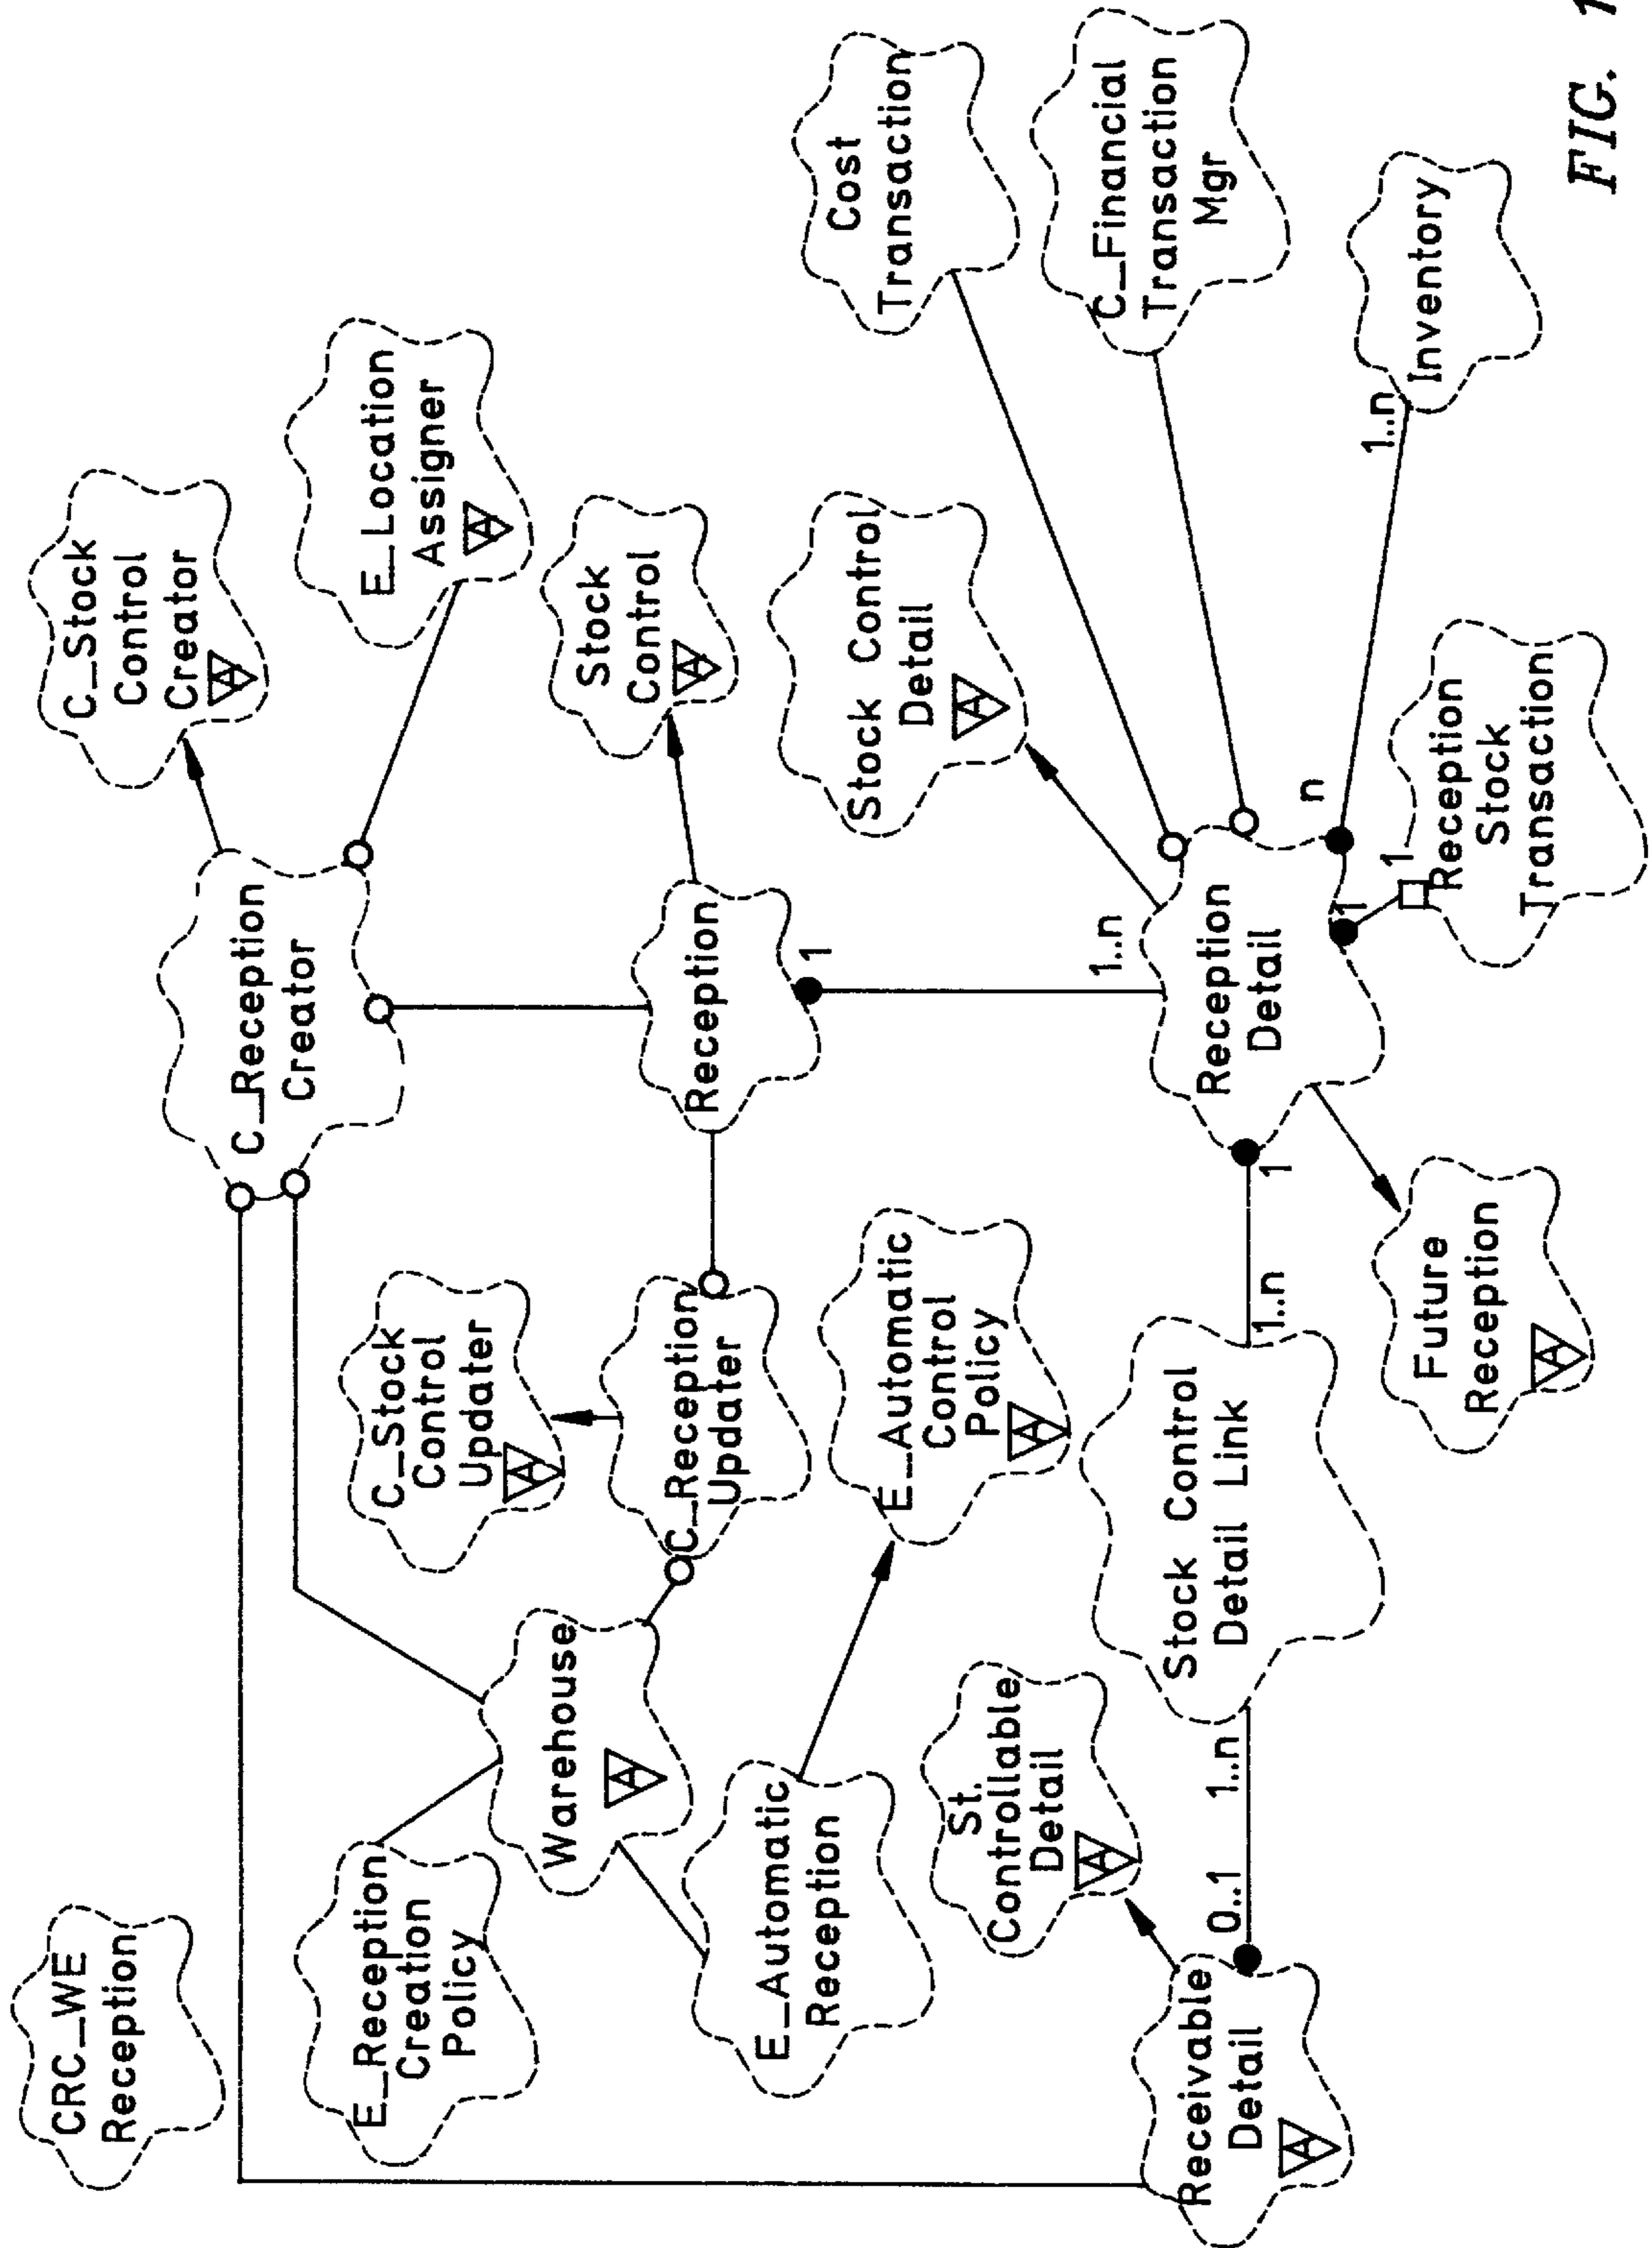 CRC_WE
Reception
C_Reception
Creator
C_Stock
Control
Creator
A
E_Reception
Creation
Policy
C_Stock
Control
Updater
A
E_Location
Assigner
A
Warehouse
A
C_Reception
Updater
Reception
1
Stock
Control
A
E_Automatic
Reception
E_Automatic
Control
Policy
A
Stock Control
Detail
A
Cost
Transaction
St.
Controllable
Detail
A
C_Financial
Transaction
Mgr
Receivable
Detail
A
0..1
1..n
Stock Control
Detail Link
1..n
1
Reception
Detail
1..n
n
1..n
Inventory
1
1
Reception
Stock
Transaction
Future
Reception
A
FIG. 1